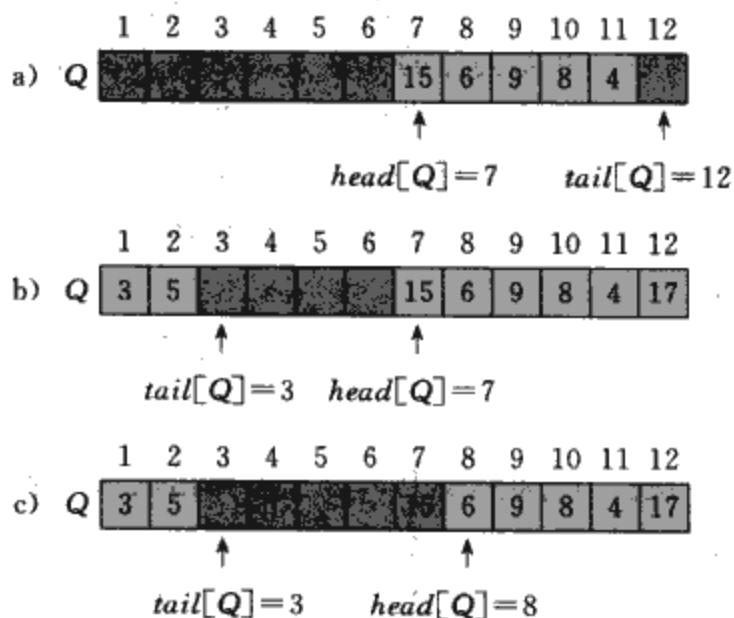 1 2 3 4 5 6 7 8 9 10 11 12
a) Q 15 6 9 8 4
head[Q]=7 tail[Q]=12
1 2 3 4 5 6 7 8 9 10 11 12
b) Q 3 5 15 6 9 8 4 17
tail[Q]=3 head[Q]=7
1 2 3 4 5 6 7 8 9 10 11 12
c) Q 3 5 6 9 8 4 17
tail[Q]=3 head[Q]=8